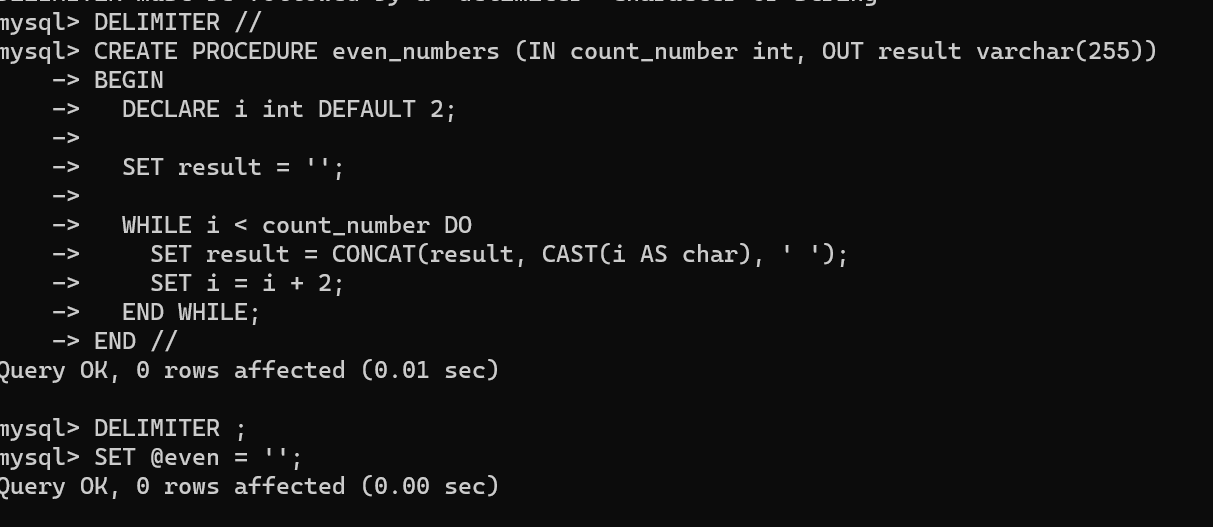 mysql> DELIMITER //
mysql> CREATE PROCEDURE even_numbers (IN count_number int, OUT result varchar(255))
    -> BEGIN
    ->   DECLARE i int DEFAULT 2;
    ->
    ->   SET result = '';
    ->
    ->   WHILE i < count_number DO
    ->     SET result = CONCAT(result, CAST(i AS char), ' ');
    ->     SET i = i + 2;
    ->   END WHILE;
    -> END //
Query OK, 0 rows affected (0.01 sec)

mysql> DELIMITER ;
mysql> SET @even = '';
Query OK, 0 rows affected (0.00 sec)